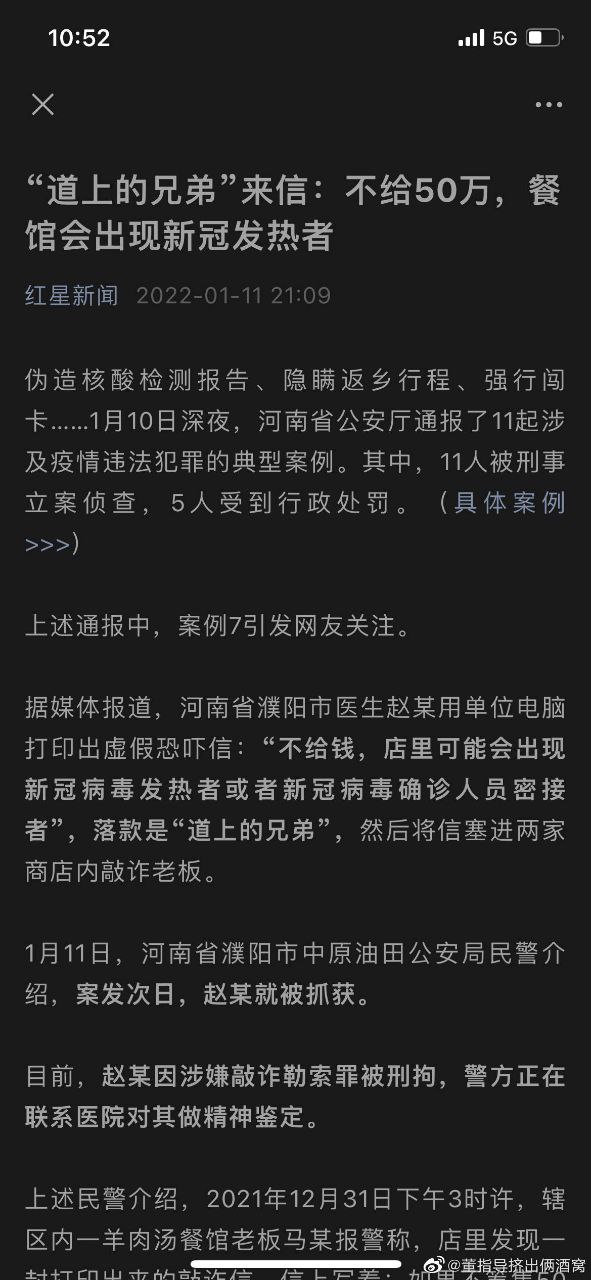 10:52
5G
“道上的兄弟”来信：不给50万，餐
馆会出现新冠发热者
红星新闻 2022-01-11 21:09
伪造核酸检测报告、隐瞒返乡行程、强行闯
卡……1月10日深夜，河南省公安厅通报了11起涉
及疫情违法犯罪的典型案例。其中，11人被刑事
立案侦查，5人受到行政处罚。（具体案例
>>>）
上述通报中，案例7引发网友关注。
据媒体报道，河南省濮阳市医生赵某用单位电脑
打印出虚假恐吓信：“不给钱，店里可能会出现
新冠病毒发热者或者新冠病毒确诊人员密接
者”，落款是“道上的兄弟”，然后将信塞进两家
商店内敲诈老板。
1月11日，河南省濮阳市中原油田公安局民警介
绍，案发次日，赵某就被抓获。
目前，赵某因涉嫌敲诈勒索罪被刑拘，警方正在
联系医院对其做精神鉴定。
上述民警介绍，2021年12月31日下午3时许，辖
区内一羊肉汤餐馆老板马某报警称，店里发现一
封打印出来的敲诈信，信上写着：如果不
@董指导挤出俩酒窝